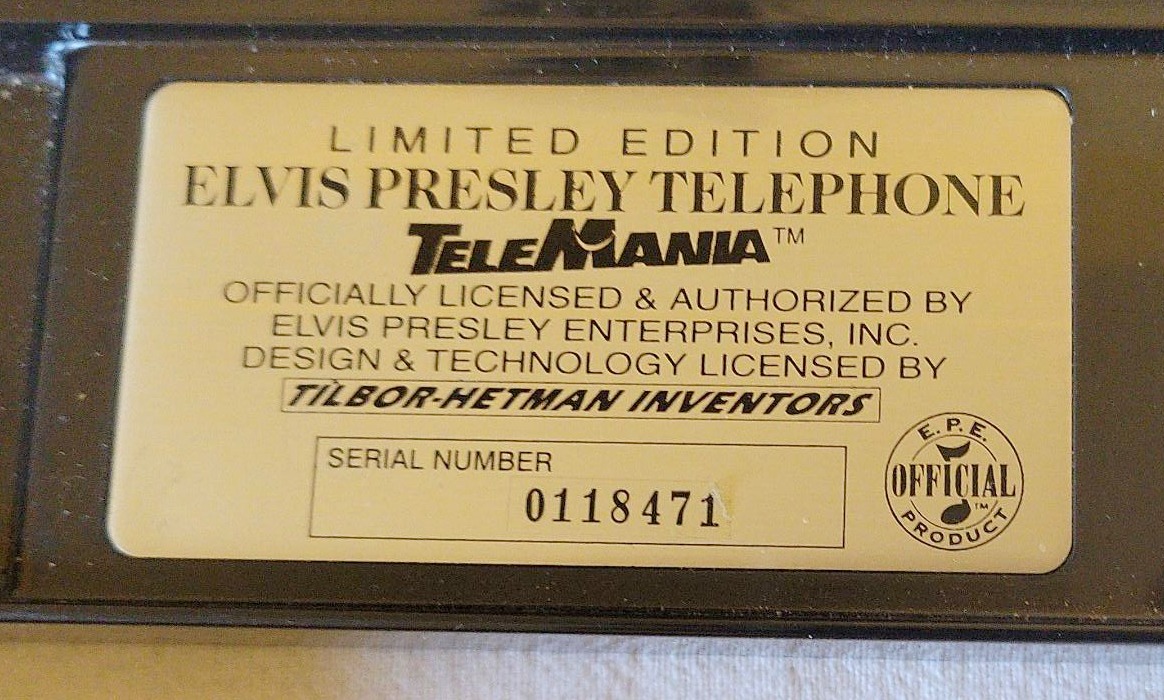 LIMITED EDITION
ELVIS PRESLEY TELEPHONE
TELEMANIA™
OFFICIALLY LICENSED & AUTHORIZED BY
ELVIS PRESLEY ENTERPRISES, INC.
DESIGN & TECHNOLOGY LICENSED BY
TILBOR-HETMAN INVENTORS
SERIAL NUMBER
0118471
E.P.E.
OFFICIAL
™
PRODUCT